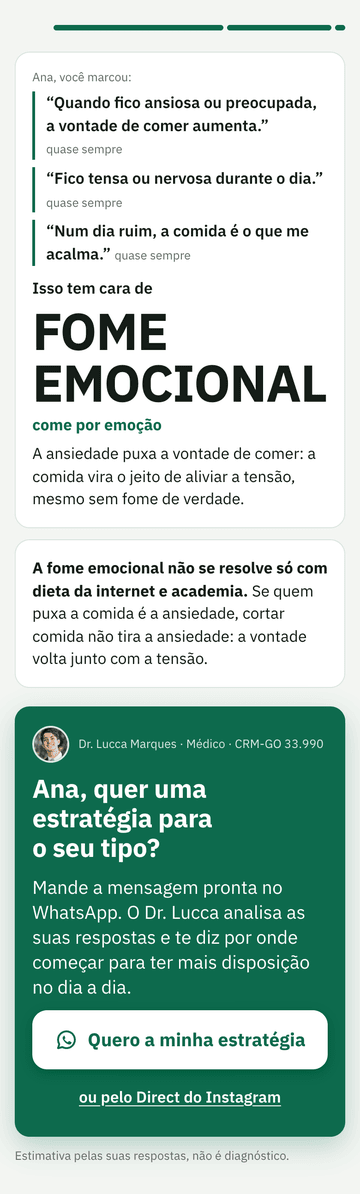 Ana, você marcou:
“Quando fico ansiosa ou preocupada,
a vontade de comer aumenta.”
quase sempre
“Fico tensa ou nervosa durante o dia.”
quase sempre
“Num dia ruim, a comida é o que me
acalma.” quase sempre
Isso tem cara de
FOME
EMOCIONAL
come por emoção
A ansiedade puxa a vontade de comer: a
comida vira o jeito de aliviar a tensão,
mesmo sem fome de verdade.
A fome emocional não se resolve só com
dieta da internet e academia. Se quem
puxa a comida é a ansiedade, cortar
comida não tira a ansiedade: a vontade
volta junto com a tensão.
Dr. Lucca Marques · Médico · CRM-GO 33.990
Ana, quer uma
estratégia para
o seu tipo?
Mande a mensagem pronta no
WhatsApp. O Dr. Lucca analisa as
suas respostas e te diz por onde
começar para ter mais disposição
no dia a dia.
Quero a minha estratégia
ou pelo Direct do Instagram
Estimativa pelas suas respostas, não é diagnóstico.